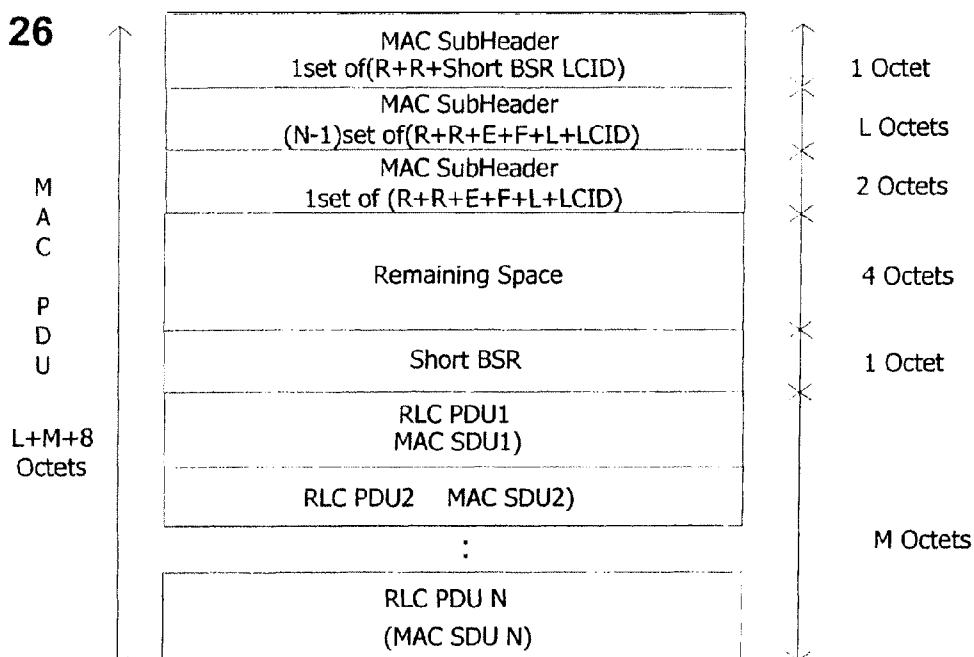 26
MAC SubHeader
1set of(R+R+Short BSR LCID)
1 Octet
MAC SubHeader
(N-1)set of(R+R+E+F+L+LCID)
L Octets
MAC SubHeader
1set of (R+R+E+F+L+LCID)
2 Octets
M
A
C
P
D
U
L+M+8
Octets
Remaining Space
4 Octets
Short BSR
1 Octet
RLC PDU1
MAC SDU1)
RLC PDU2 MAC SDU2)
:
M Octets
RLC PDU N
(MAC SDU N)